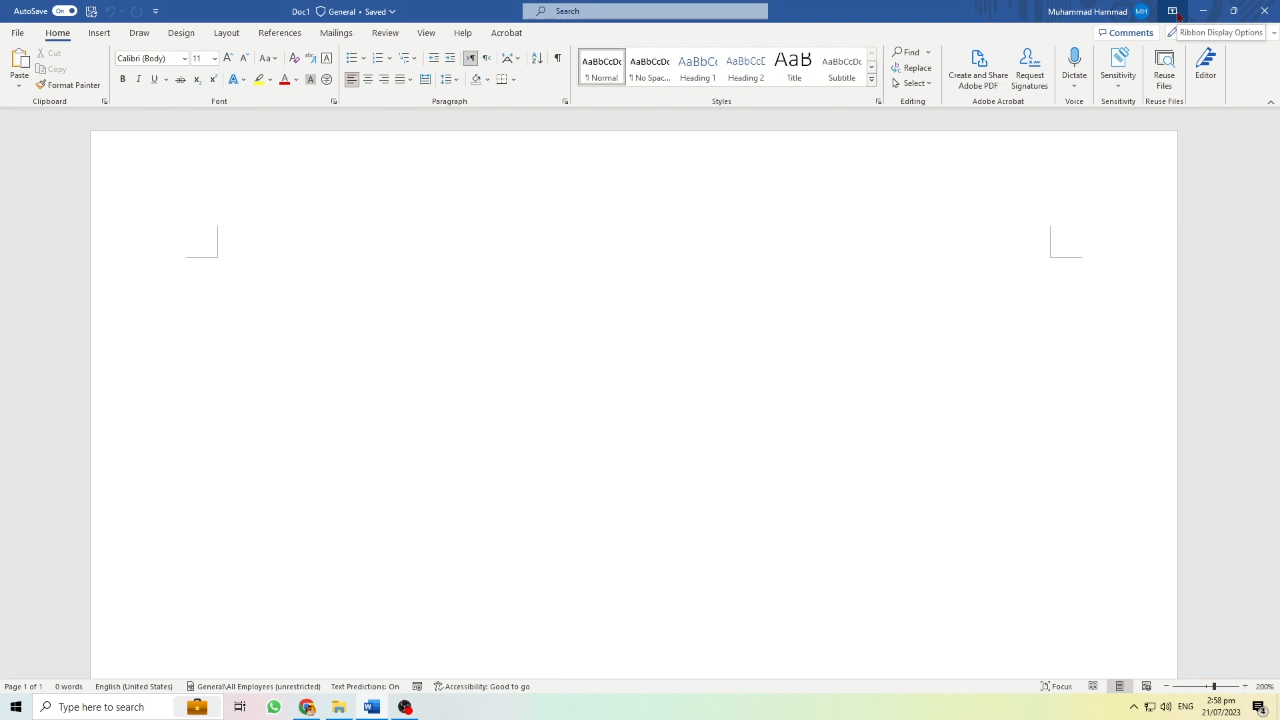 AutoSave On Doc1 General • Saved Search Muhammad Hammad MH
File Home Insert Draw Design Layout References Mailings Review View Help Acrobat Comments Ribbon Display Options
Paste Cut Copy Format Painter
Calibri (Body) 11
AaBbCcDc AaBbCcDc AaBbCc AaBbCcC AaB AaBbCcD
¶ Normal ¶ No Spac... Heading 1 Heading 2 Title Subtitle
Find
Replace
Select
Create and Share Adobe PDF Request Signatures Dictate Sensitivity Reuse Files Editor
Clipboard Font Paragraph Styles Editing Adobe Acrobat Voice Sensitivity Reuse Files
Page 1 of 1 0 words English (United States) General\All Employees (unrestricted) Text Predictions: On Accessibility: Good to go Focus 200%
Type here to search ENG 2:58 pm
21/07/2023 4